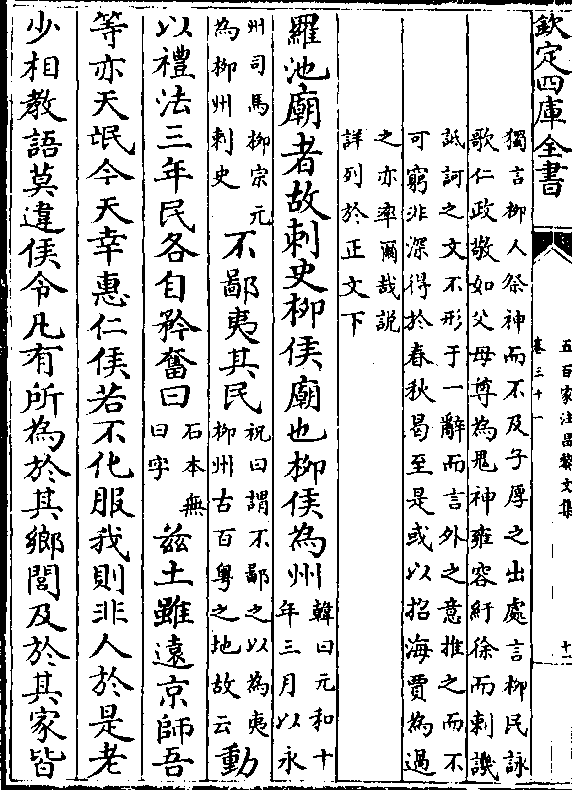 欽定四庫全書
五百家注昌黎文集
卷三十一
十一
獨言柳人祭神而不及子厚之出處言柳民詠
歌仁政敬如父母尊為鬼神雍容紆徐而刺譏
詆訶之文不形于一辭而言外之意推之而不
可窮非深得於春秋曷至是或以招海賈為過
之亦率爾哉説
詳列於正文下
羅池廟者故刺史柳侯廟也柳侯為州韓曰元和十
年三月以永
州司馬柳宗元
為柳州刺史不鄙夷其民祝曰謂不鄙之以為夷
柳州古百粤之地故云動
以禮法三年民各自矜奮曰石本無
曰字兹土雖遠京師吾
等亦天氓今天幸惠仁侯若不化服我則非人於是老
少相教語莫違侯令凡有所為於其鄉閭及於其家皆